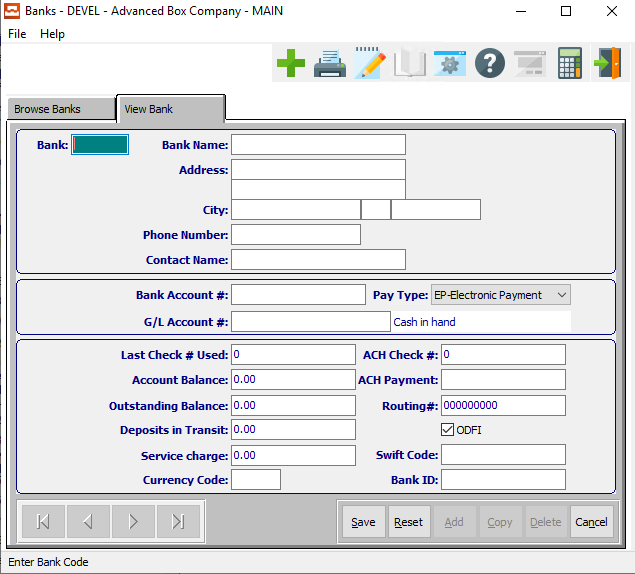 Banks - DEVEL - Advanced Box Company - MAIN
File Help
Browse Banks View Bank
Bank: Bank Name:
Address:
City:
Phone Number:
Contact Name:
Bank Account #: Pay Type: EP-Electronic Payment
G/L Account #: Cash in hand
Last Check # Used: 0 ACH Check #: 0
Account Balance: 0.00 ACH Payment:
Outstanding Balance: 0.00 Routing#: 000000000
Deposits in Transit: 0.00 ODFI
Service charge: 0.00 Swift Code:
Currency Code: Bank ID:
Save Reset Add Copy Delete Cancel
Enter Bank Code